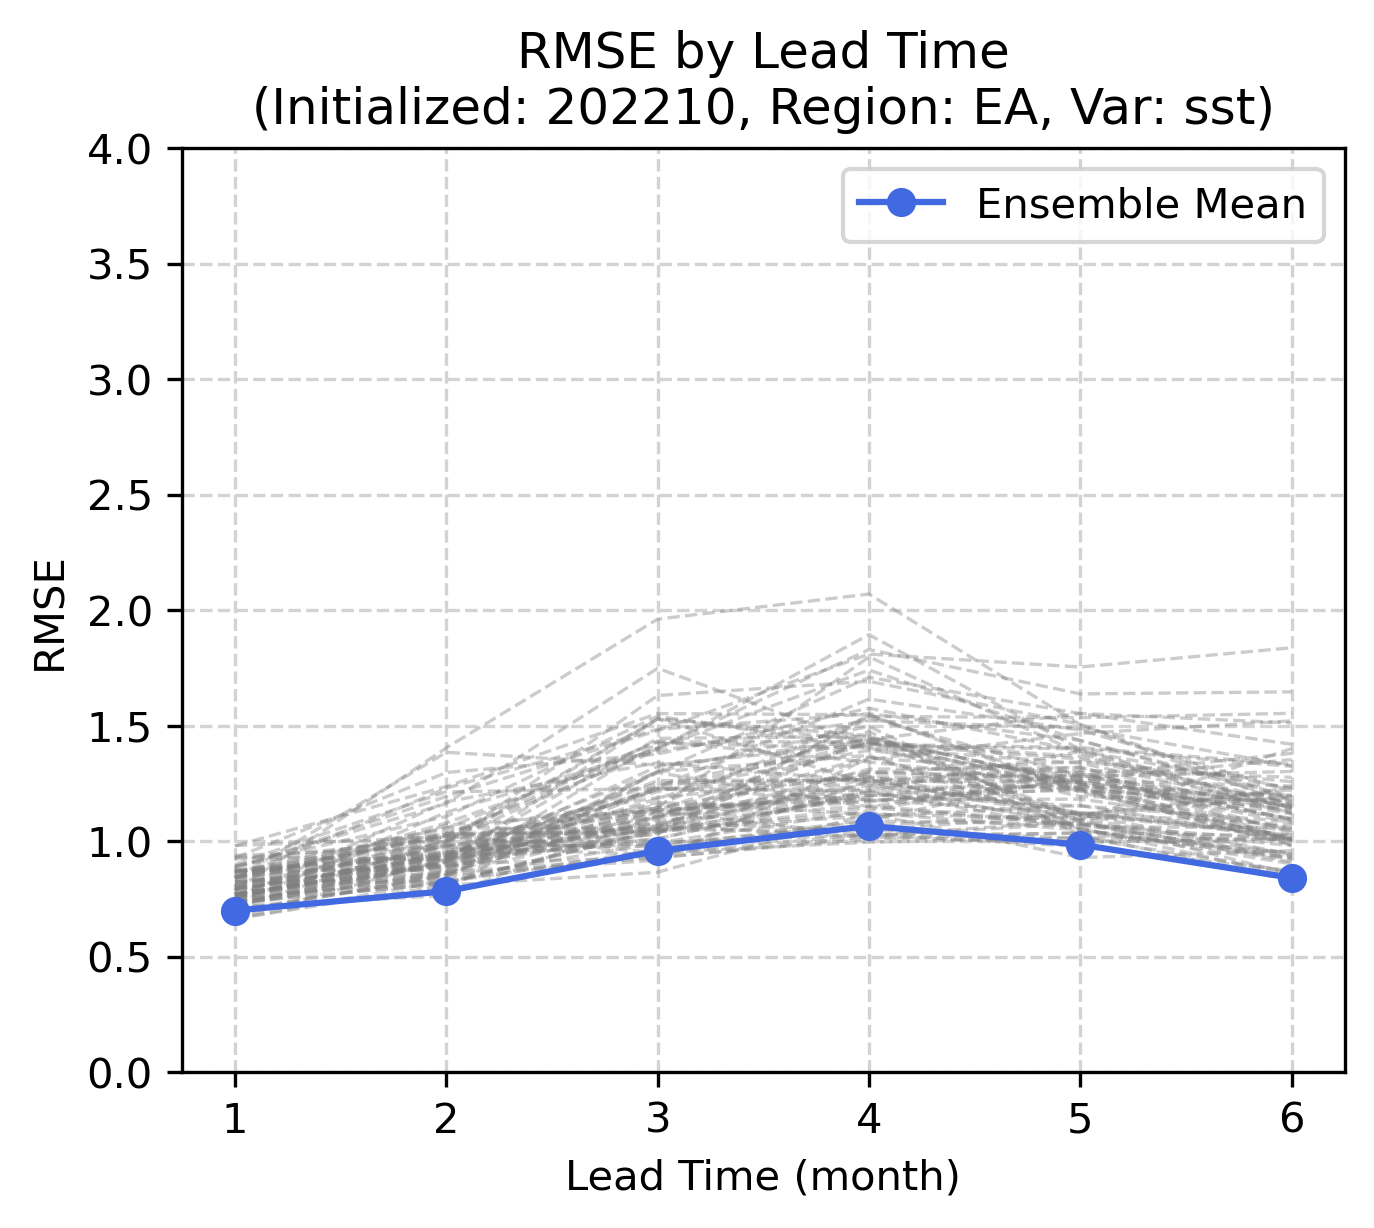 RMSE by Lead Time
(Initialized: 202210, Region: EA, Var: sst)
Ensemble Mean
4.0
3.5
3.0
2.5
2.0
1.5
1.0
0.5
0.0
RMSE
1 2 3 4 5 6
Lead Time (month)